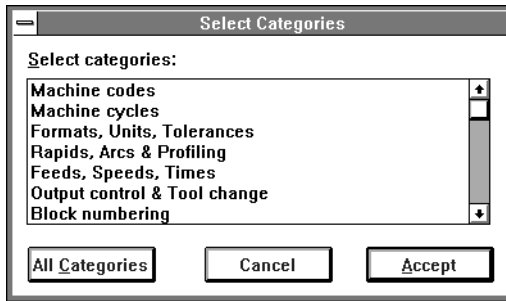 Select Categories
Select categories:
Machine codes
Machine cycles
Formats, Units, Tolerances
Rapids, Arcs & Profiling
Feeds, Speeds, Times
Output control & Tool change
Block numbering
All Categories
Cancel
Accept